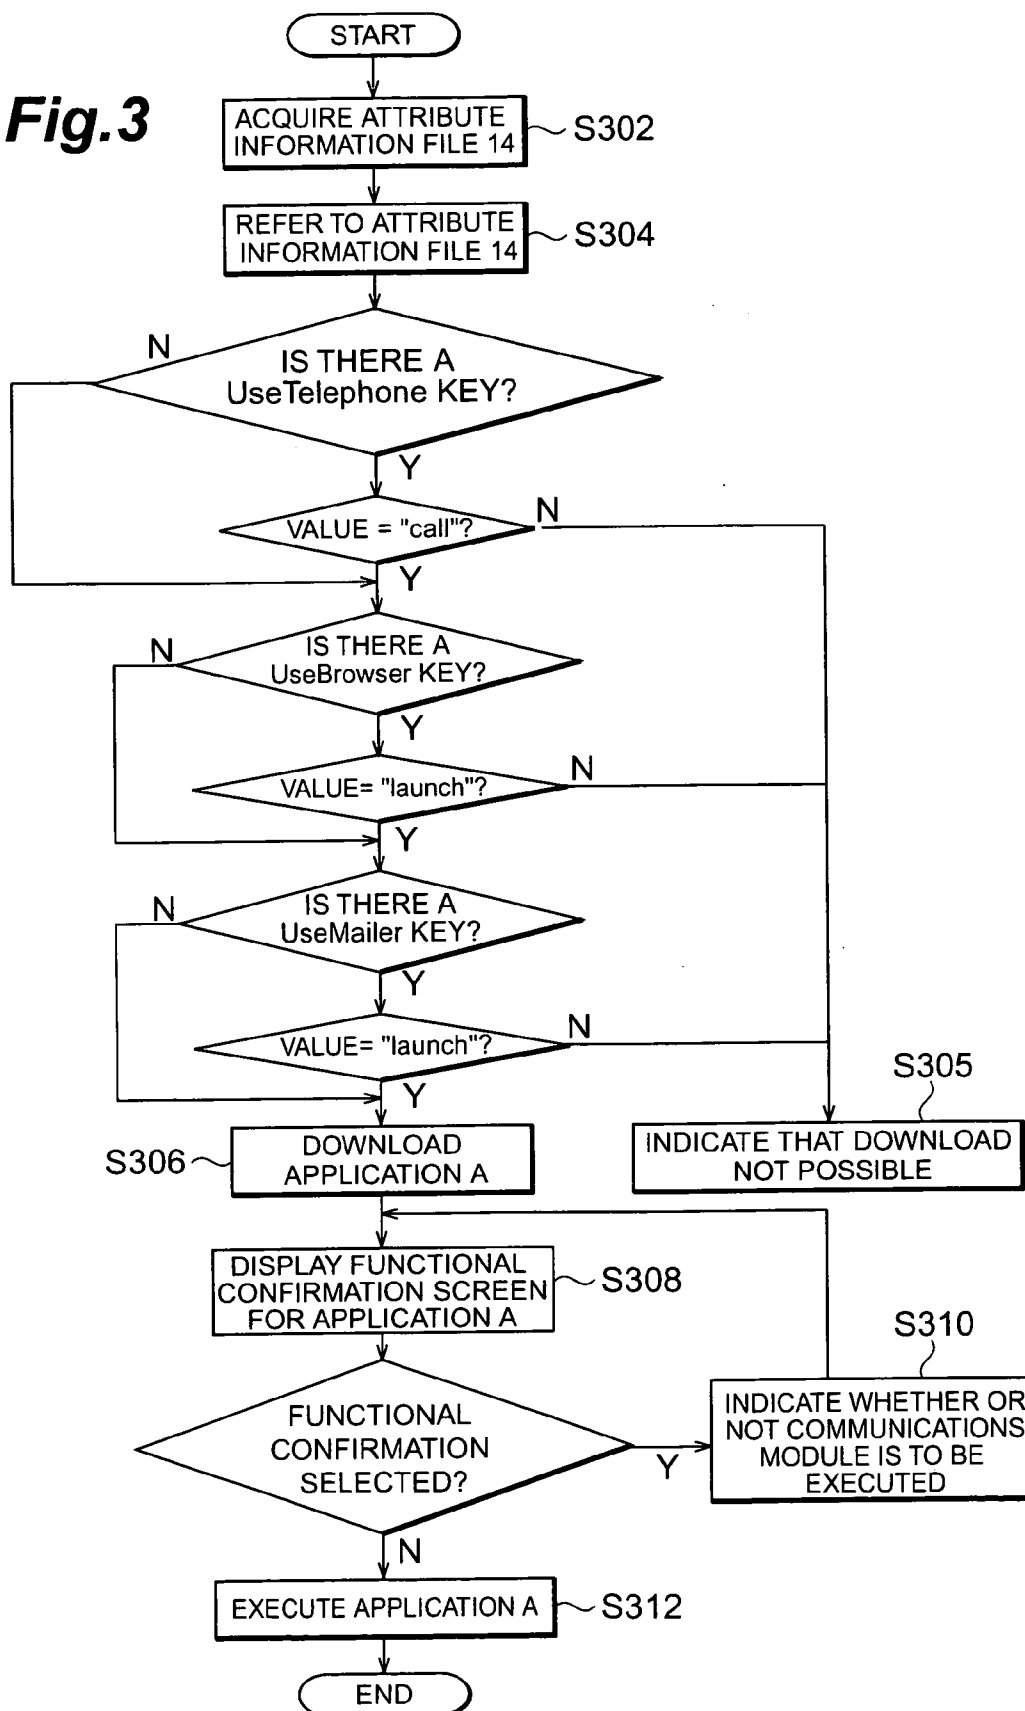 START
Fig.3
ACQUIRE ATTRIBUTE
INFORMATION FILE 14
S302
REFER TO ATTRIBUTE
INFORMATION FILE 14
S304
N
IS THERE A
UseTelephone KEY?
Y
VALUE = "call"?
N
Y
N
IS THERE A
UseBrowser KEY?
Y
VALUE= "launch"?
N
Y
N
IS THERE A
UseMailer KEY?
Y
VALUE= "launch"?
N
Y
S305
INDICATE THAT DOWNLOAD
NOT POSSIBLE
S306
DOWNLOAD
APPLICATION A
DISPLAY FUNCTIONAL
CONFIRMATION SCREEN
FOR APPLICATION A
S308
S310
INDICATE WHETHER OR
NOT COMMUNICATIONS
MODULE IS TO BE
EXECUTED
FUNCTIONAL
CONFIRMATION
SELECTED?
Y
N
EXECUTE APPLICATION A
S312
END